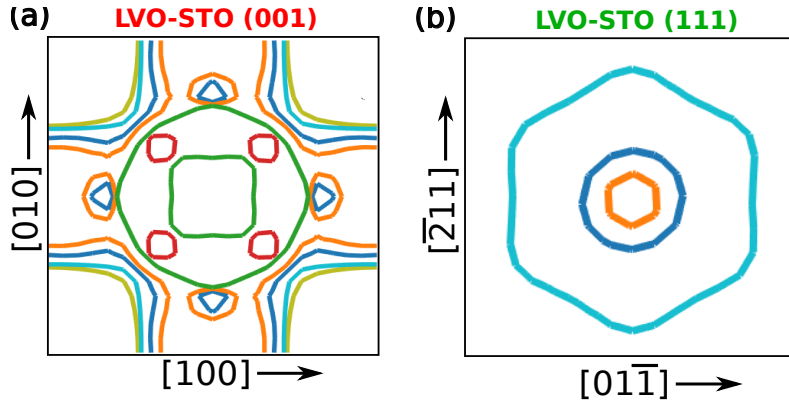 (a) LVO-STO (001)
[010]
[100]
(b) LVO-STO (111)
[2̅11]
[011̅]